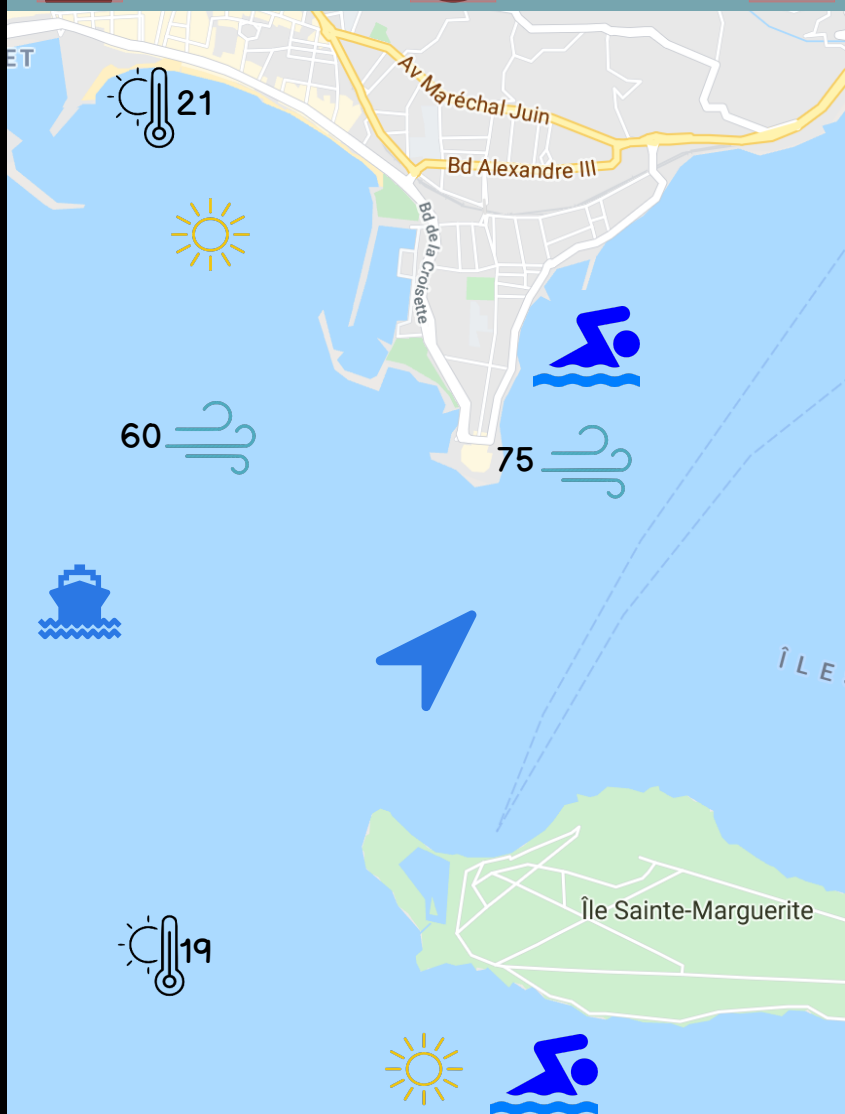 ET
21
Av Maréchal Juin
Bd Alexandre III
Bd de la Croisette
60
75
ÎLE
Île Sainte-Marguerite
19